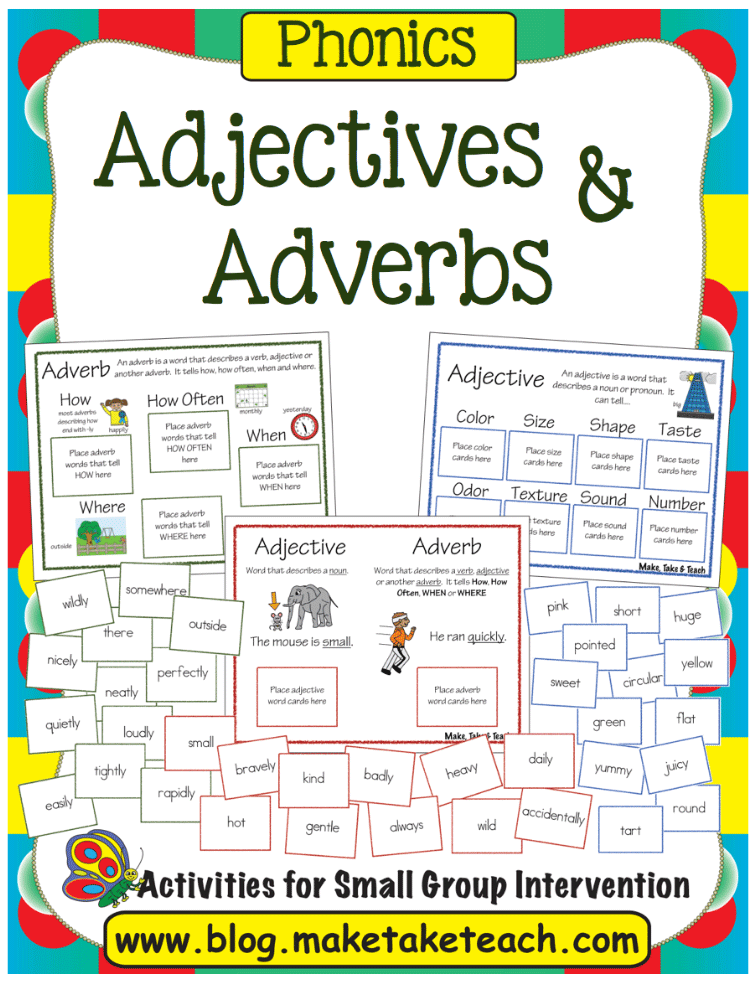 Phonics
Adjectives &
Adverbs
Adverb
An adverb is a word that describes a verb, adjective or
another adverb. It tells how, how often, when and where.
How
most adverbs
describing how
end with -ly
happily
Place adverb
words that tell
HOW here
How Often
monthly
Place adverb
words that tell
HOW OFTEN
here
yesterday
When
Place adverb
words that tell
WHEN here
Where
outside
Place adverb
words that tell
WHERE here
Adjective
An adjective is a word that
describes a noun or pronoun. It
can tell....
big
Color
Size
Shape
Taste
Place color
cards here
Place size
cards here
Place shape
cards here
Place taste
cards here
Odor
Texture
Sound
Number
texture
here
Place sound
cards here
Place number
cards here
Make, Take & Teach
Adjective
Word that describes a noun.
The mouse is small.
Place adjective
word cards here
Adverb
Word that describes a verb, adjective
or another adverb. It tells How, How
Often, WHEN or WHERE
He ran quickly.
Place adverb
word cards here
Make, Take & Teach
wildly
somewhere
there
outside
nicely
perfectly
neatly
quietly
loudly
tightly
rapidly
easily
small
bravely
kind
badly
heavy
daily
hot
gentle
always
wild
accidentally
pink
short
huge
pointed
yellow
sweet
circular
green
flat
yummy
juicy
tart
round
Activities for Small Group Intervention
www.blog.maketaketeach.com